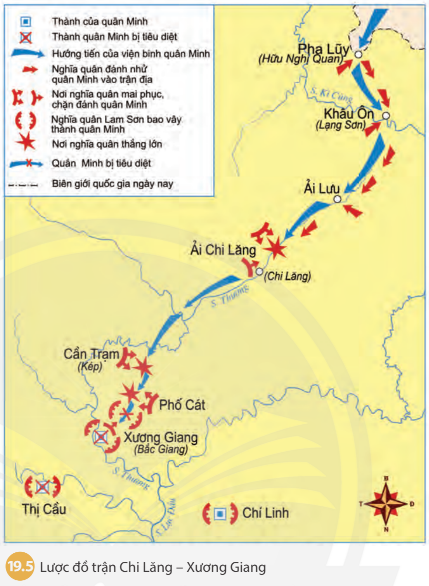 Thành của quân Minh
Thành quân Minh bị tiêu diệt
Hướng tiến của viện binh quân Minh
Nghĩa quân đánh nhử
quân Minh vào trận địa
Nơi nghĩa quân mai phục,
chặn đánh quân Minh
Nghĩa quân Lam Sơn bao vây
thành quân Minh
Nơi nghĩa quân thắng lớn
Quân Minh bị tiêu diệt
Biên giới quốc gia ngày nay
Pha Lũy
(Hữu Nghị Quan)
S. Kì Cùng
Khâu Ôn
(Lạng Sơn)
Ải Lưu
Ải Chi Lăng
(Chi Lăng)
S. Thương
Cần Trạm
(Kép)
Phố Cát
Xương Giang
(Bắc Giang)
S. Thương
S. Lục Đầu
Thị Cầu
Chí Linh
B
T
Đ
N
19.5 Lược đồ trận Chi Lăng – Xương Giang